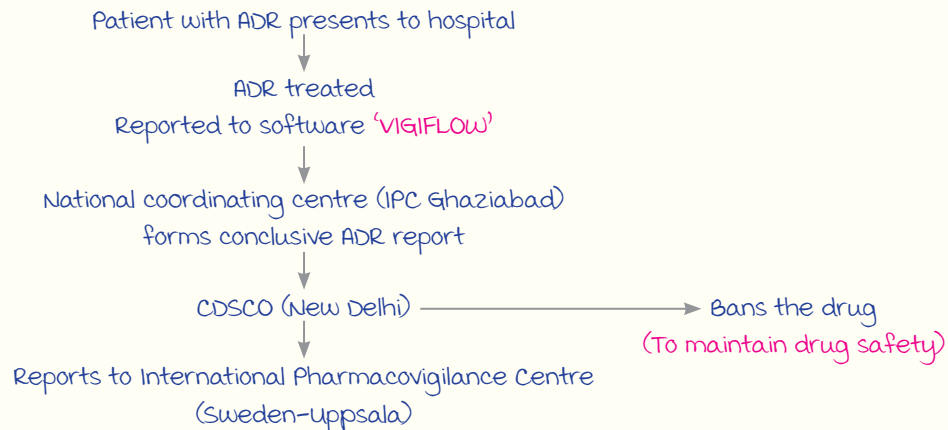 Patient with ADR presents to hospital
ADR treated
Reported to software ‘VIGIFLOW’
National coordinating centre (IPC Ghaziabad)
forms conclusive ADR report
CDSCO (New Delhi)
Bans the drug
(To maintain drug safety)
Reports to International Pharmacovigilance Centre
(Sweden-Uppsala)